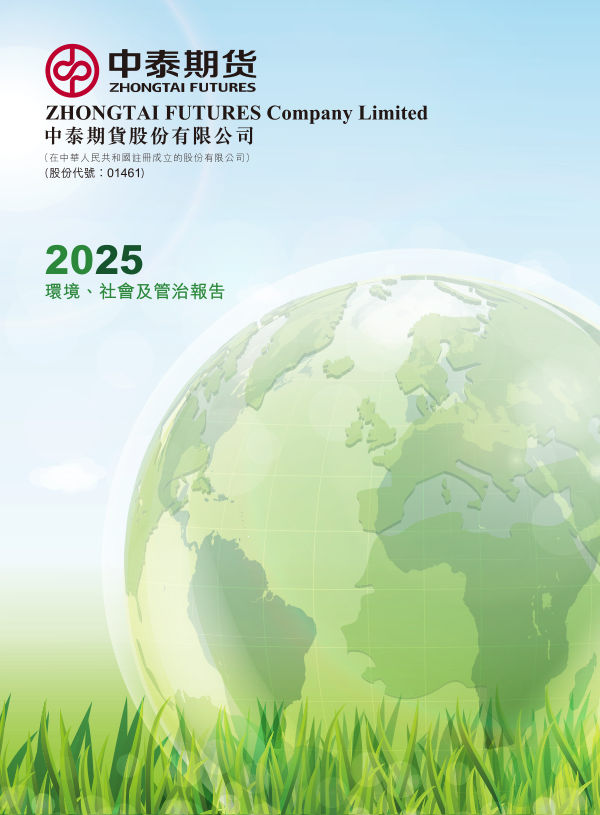 中泰期货
ZHONGTAI FUTURES
ZHONGTAI FUTURES Company Limited
中泰期貨股份有限公司
(在中華人民共和國註冊成立的股份有限公司)
(股份代號：01461)
2025
環境、社會及管治報告